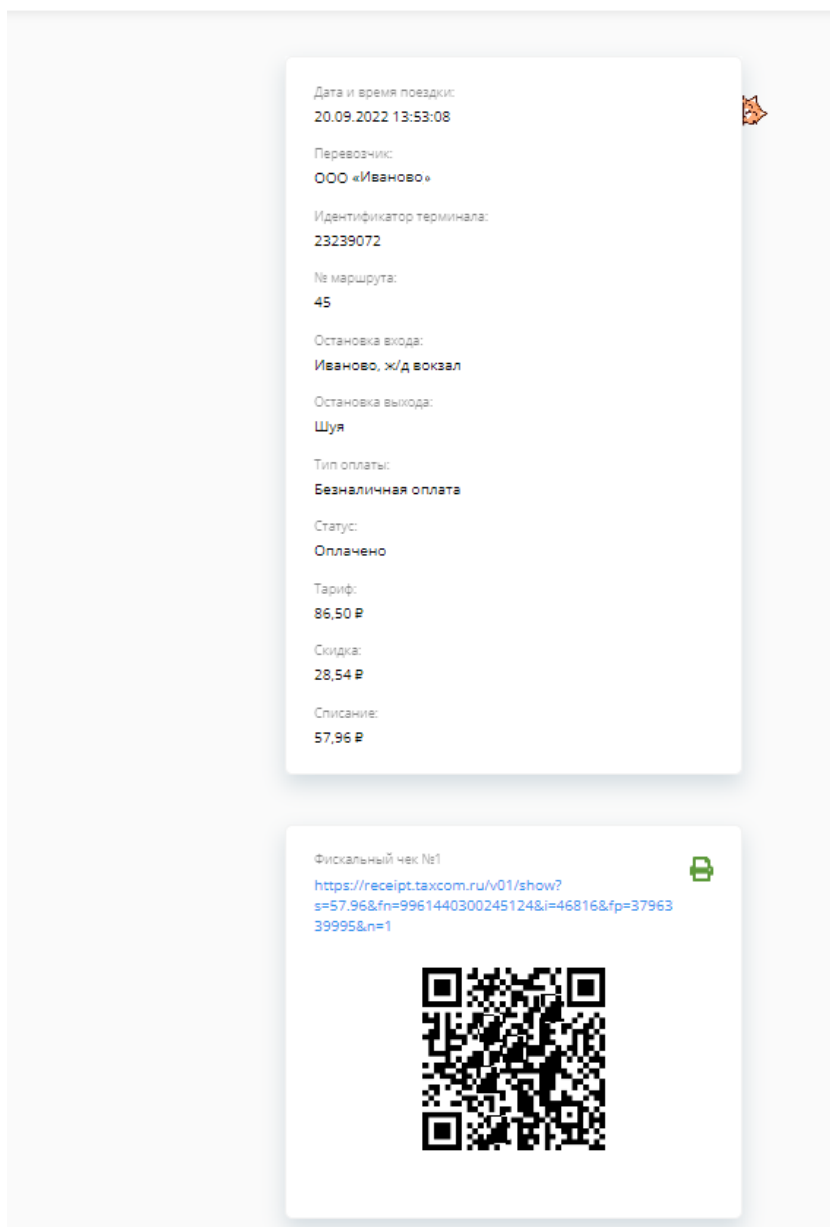 Дата и время поездки:
20.09.2022 13:53:08
Перевозчик:
ООО «Иваново»
Идентификатор терминала:
23239072
№ маршрута:
45
Остановка входа:
Иваново, ж/д вокзал
Остановка выхода:
Шуя
Тип оплаты:
Безналичная оплата
Статус:
Оплачено
Тариф:
86,50 ₽
Скидка:
28,54 ₽
Списание:
57,96 ₽
Фискальный чек №1
https://receipt.taxcom.ru/v01/show?
s=57.96&fn=9961440300245124&i=46816&fp=37963
39995&n=1